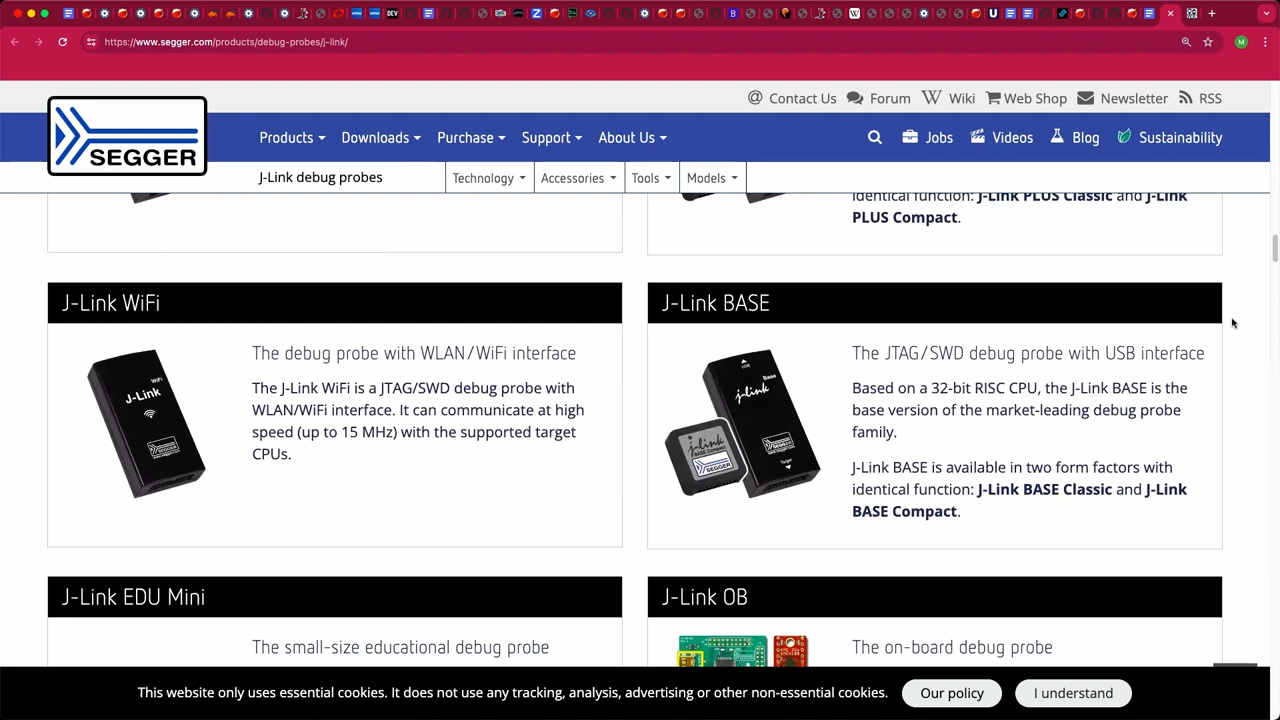 https://www.segger.com/products/debug-probes/j-link/
Contact Us Forum Wiki Web Shop Newsletter RSS
SEGGER
Products Downloads Purchase Support About Us Jobs Videos Blog Sustainability
J-Link debug probes Technology Accessories Tools Models
identical function: J-Link PLUS Classic and J-Link
PLUS Compact.
J-Link WiFi
The debug probe with WLAN/WiFi interface
The J-Link WiFi is a JTAG/SWD debug probe with
WLAN/WiFi interface. It can communicate at high
speed (up to 15 MHz) with the supported target
CPUs.
WiFi
J-Link
J-Link BASE
The JTAG/SWD debug probe with USB interface
Based on a 32-bit RISC CPU, the J-Link BASE is the
base version of the market-leading debug probe
family.
J-Link BASE is available in two form factors with
identical function: J-Link BASE Classic and J-Link
BASE Compact.
USB
Base
j-link
Target
j-link
SEGGER
J-Link EDU Mini
The small-size educational debug probe
J-Link OB
The on-board debug probe
This website only uses essential cookies. It does not use any tracking, analysis, advertising or other non-essential cookies.
Our policy
I understand